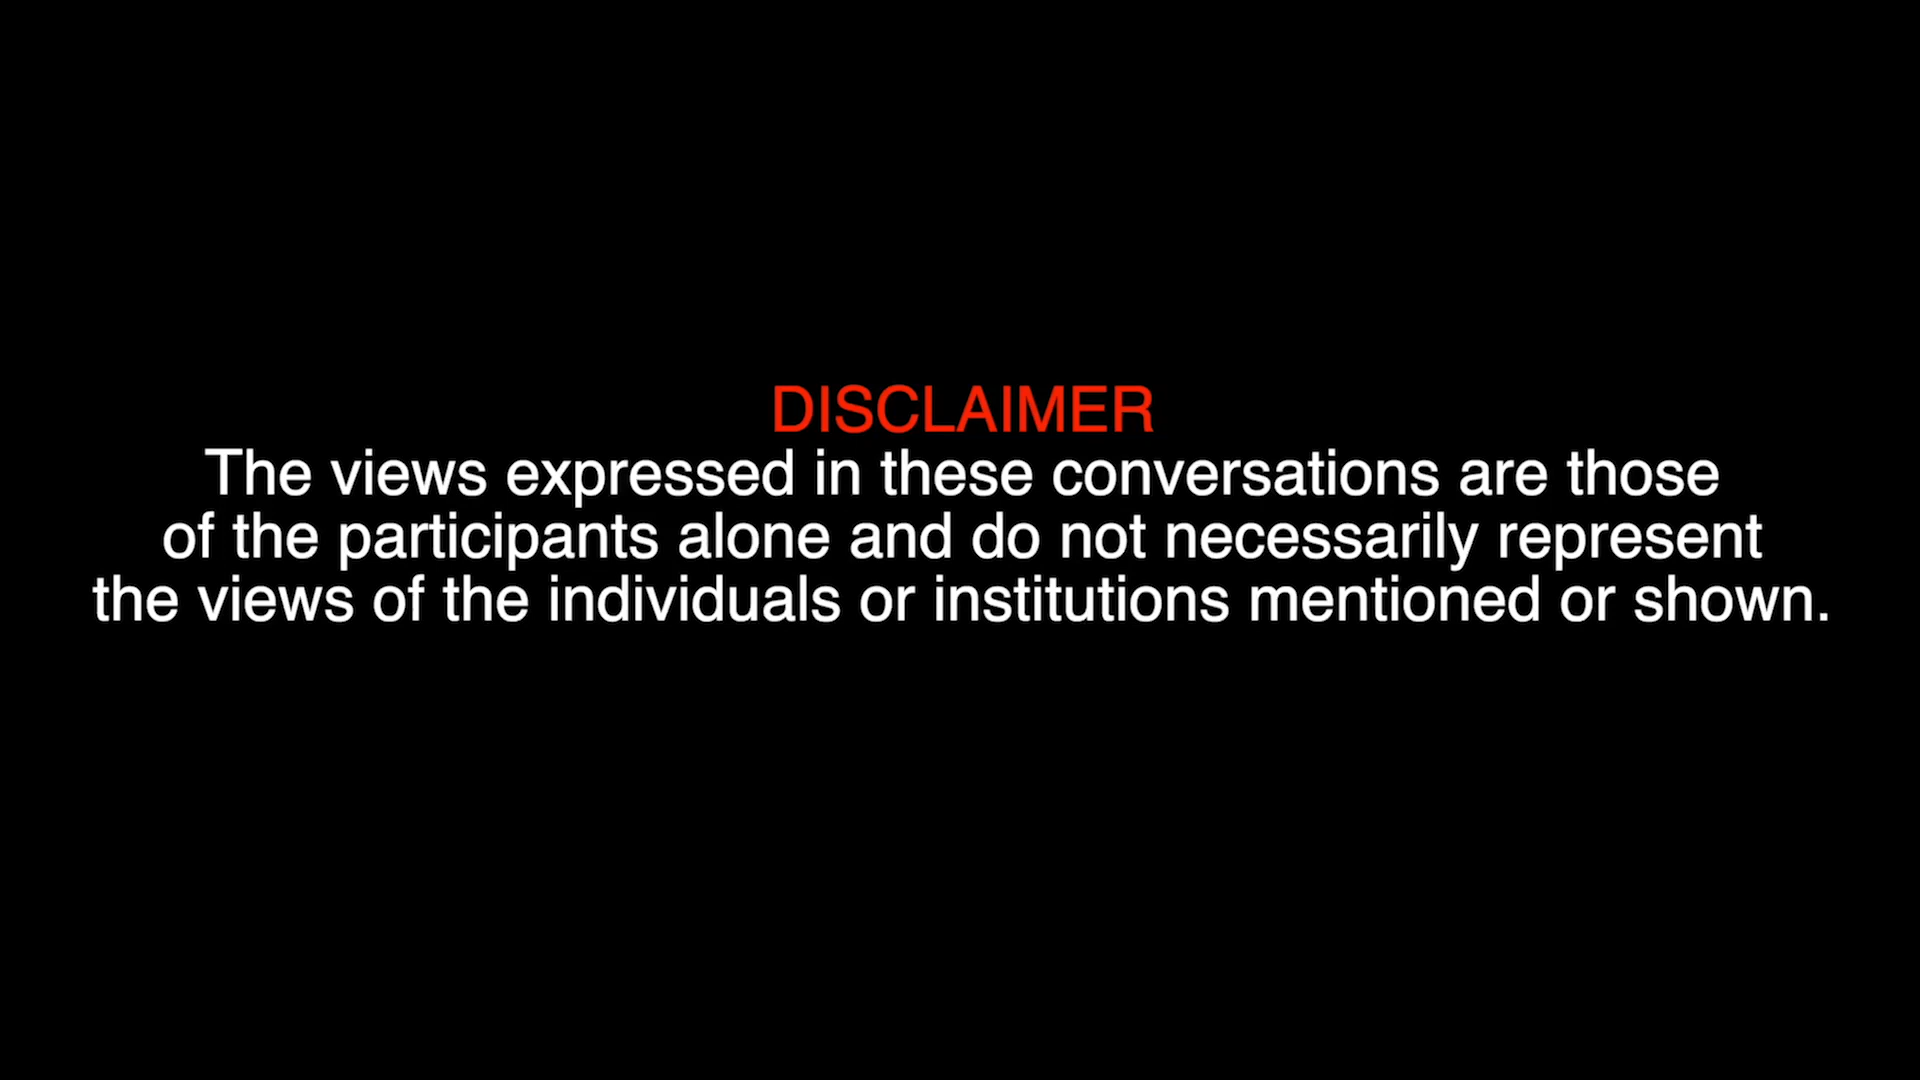 DISCLAIMER
The views expressed in these conversations are those
of the participants alone and do not necessarily represent
the views of the individuals or institutions mentioned or shown.